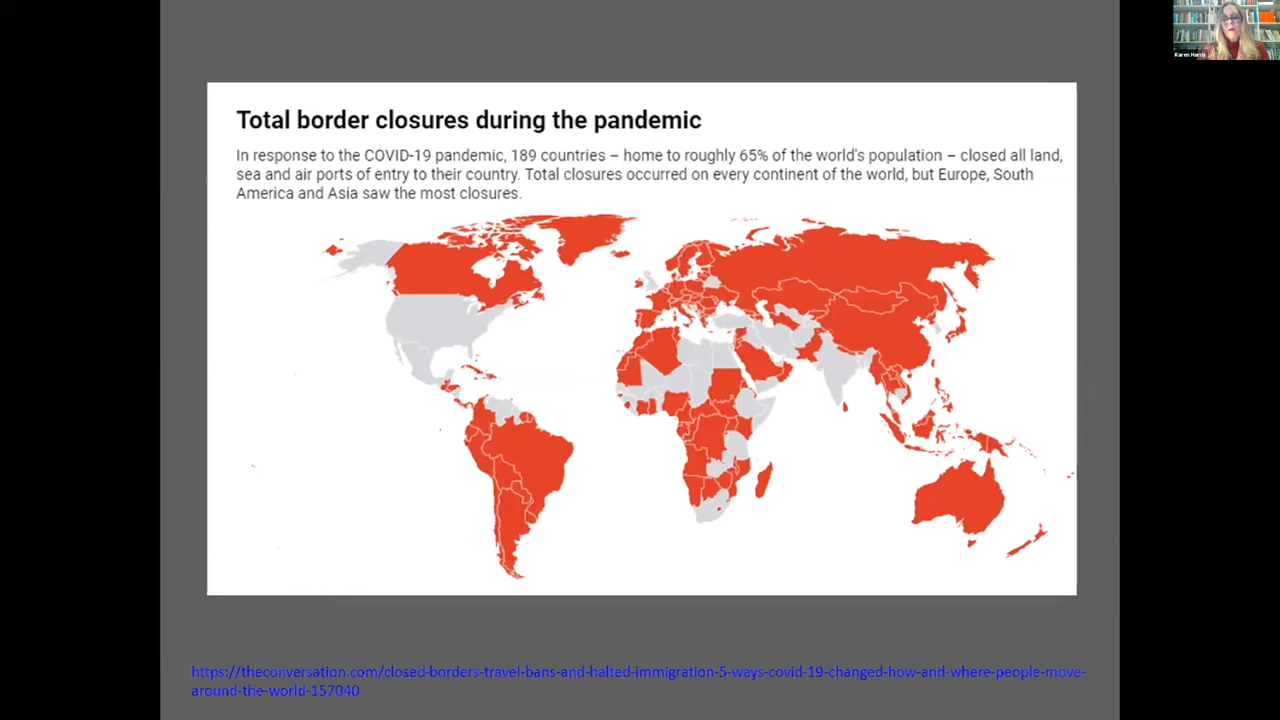 Karen Harris
Total border closures during the pandemic
In response to the COVID-19 pandemic, 189 countries – home to roughly 65% of the world's population – closed all land,
sea and air ports of entry to their country. Total closures occurred on every continent of the world, but Europe, South
America and Asia saw the most closures.
https://theconversation.com/closed-borders-travel-bans-and-halted-immigration-5-ways-covid-19-changed-how-and-where-people-move-
around-the-world-157040